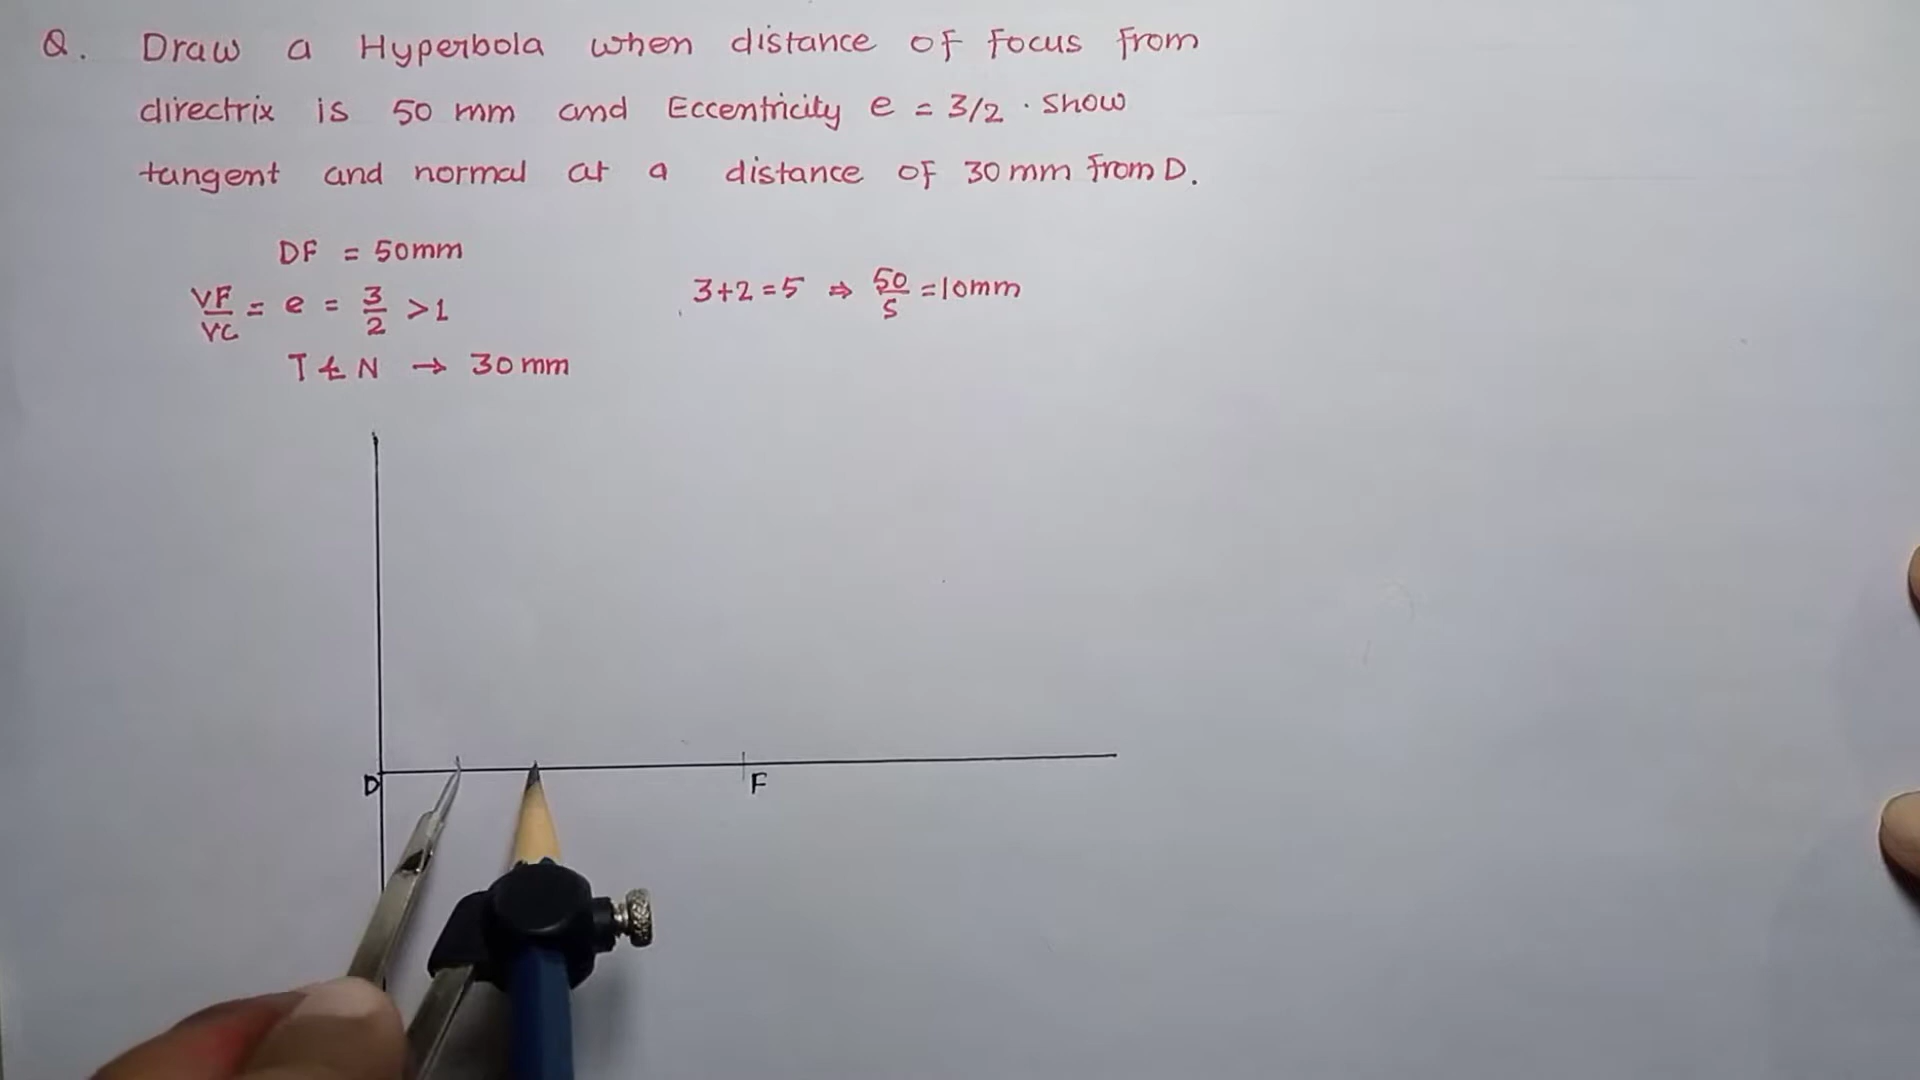 Q. Draw a Hyperbola when distance of Focus from
directrix is 50 mm and Eccentricity e = 3/2 . Show
tangent and normal at a distance of 30 mm from D.
DF = 50mm
VF/VC = e = 3/2 > 1
3+2=5 ⇒ 50/5 = 10mm
T & N → 30 mm
D
F